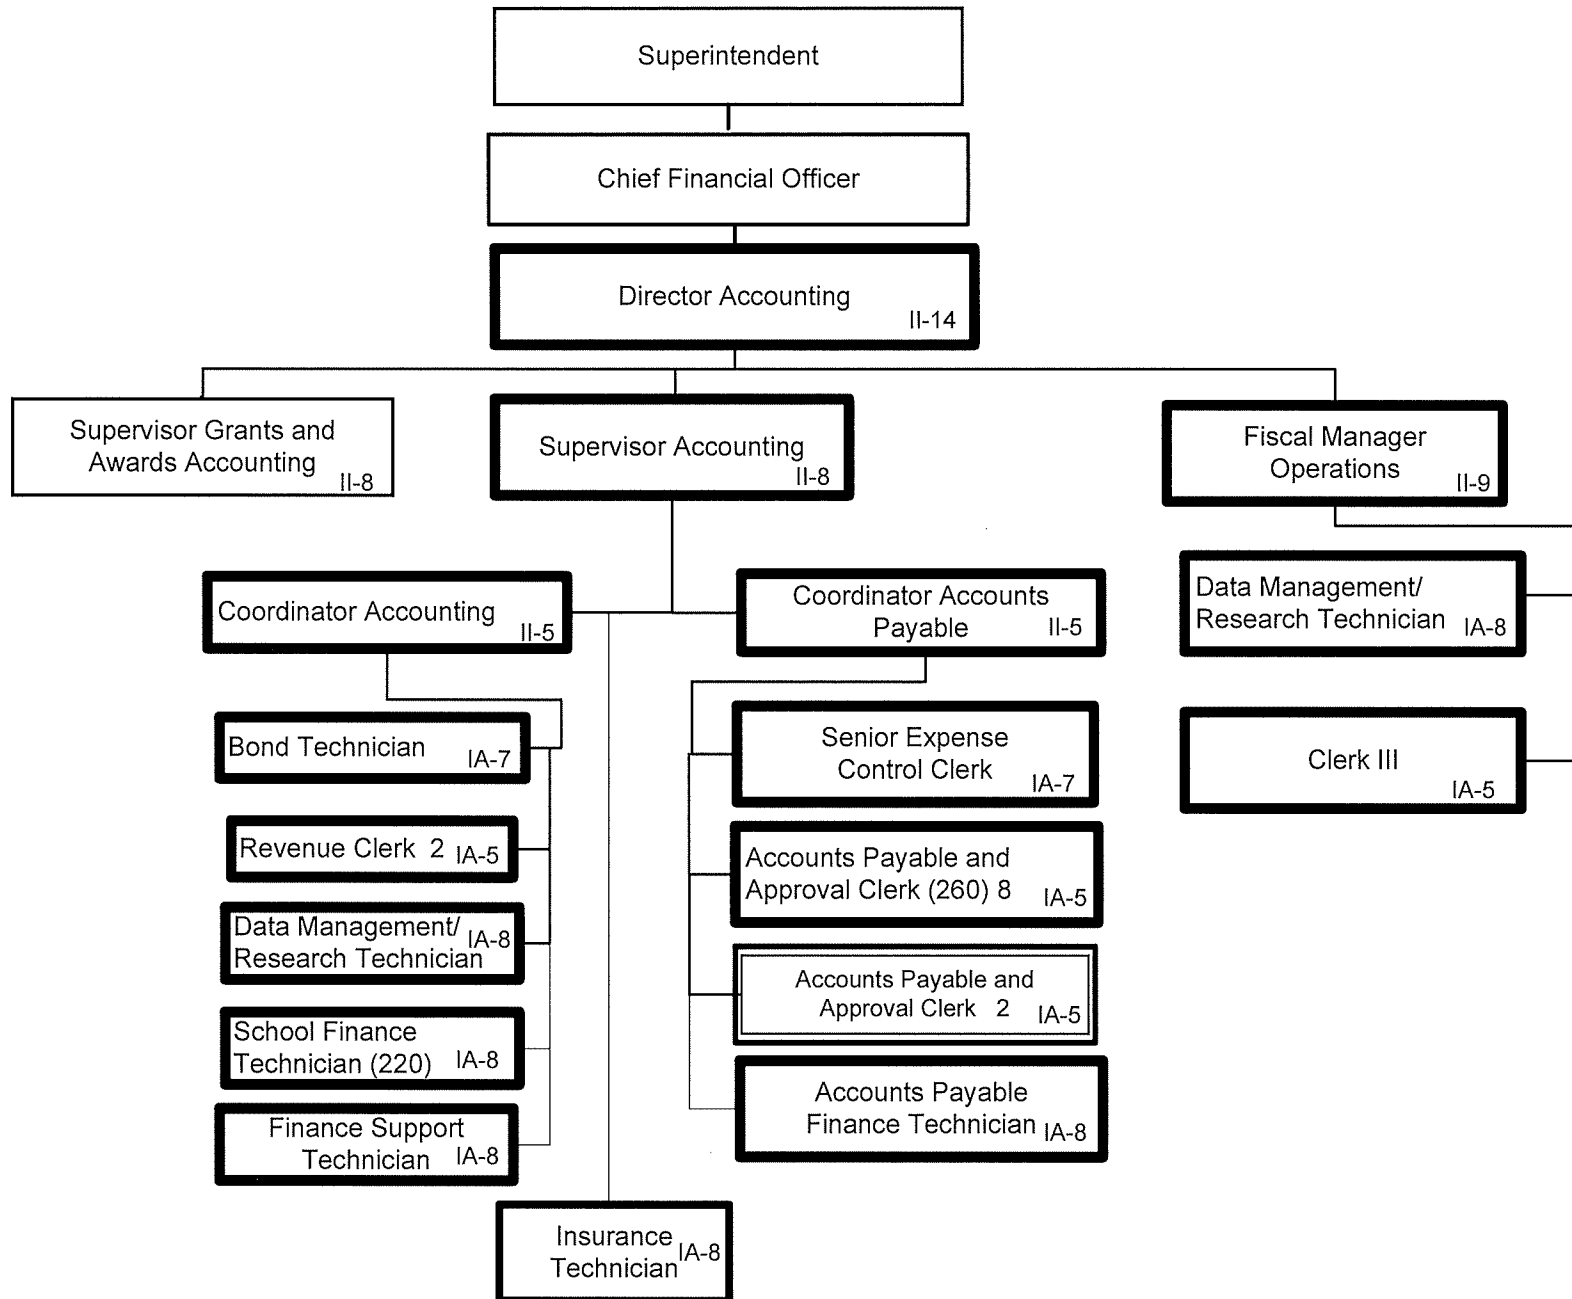 Superintendent
Chief Financial Officer
Director Accounting
II-14
Supervisor Grants and
Awards Accounting
II-8
Supervisor Accounting
II-8
Fiscal Manager
Operations
II-9
Coordinator Accounting
II-5
Coordinator Accounts
Payable
II-5
Data Management/
Research Technician
IA-8
Bond Technician
IA-7
Senior Expense
Control Clerk
IA-7
Clerk III
IA-5
Revenue Clerk 2 IA-5
Accounts Payable and
Approval Clerk (260) 8 IA-5
Data Management/ IA-8
Research Technician
Accounts Payable and
Approval Clerk 2 IA-5
School Finance
Technician (220) IA-8
Accounts Payable
Finance Technician IA-8
Finance Support
Technician IA-8
Insurance IA-8
Technician